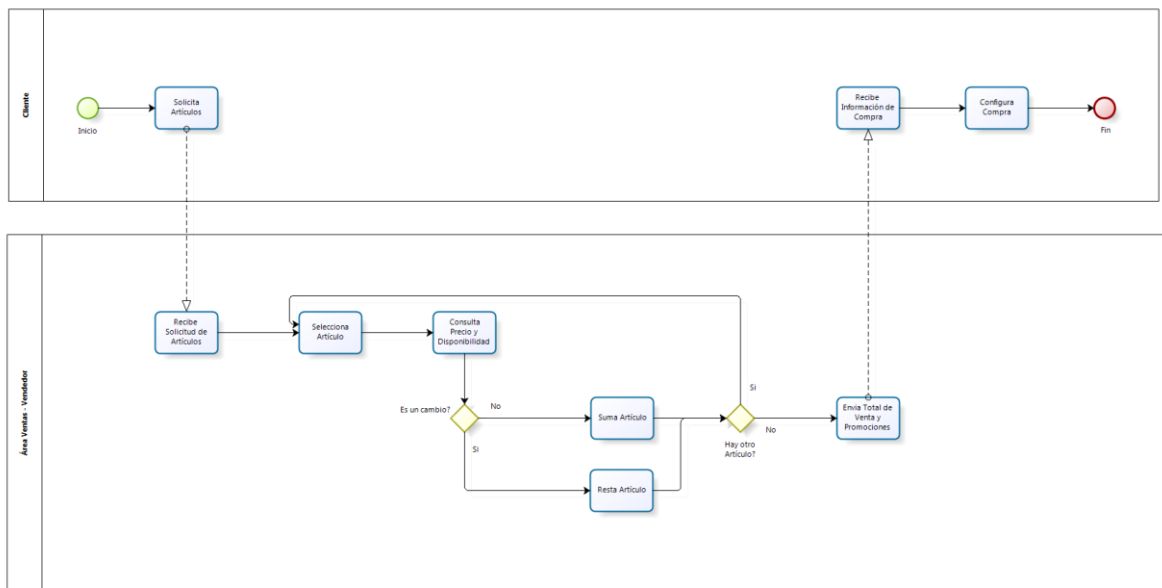 Cliente
Inicio
Solicita
Artículos
Recibe
Información de
Compra
Configura
Compra
Fin
Área Ventas - Vendedor
Recibe
Solicitud de
Artículos
Selecciona
Artículo
Consulta
Precio y
Disponibilidad
Es un cambio?
No
Si
Suma Artículo
Resta Artículo
Si
No
Hay otro
Artículo?
Envia Total de
Venta y
Promociones